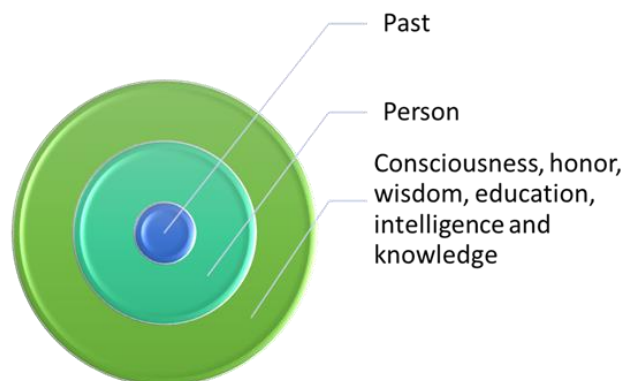 Past
Person
Consciousness, honor,
wisdom, education,
intelligence and
knowledge